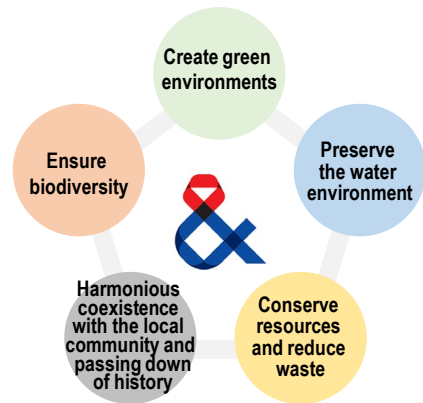 Create green
environments
Preserve
the water
environment
Conserve
resources
and reduce
waste
Harmonious
coexistence
with the local
community and
passing down
of history
Ensure
biodiversity
&